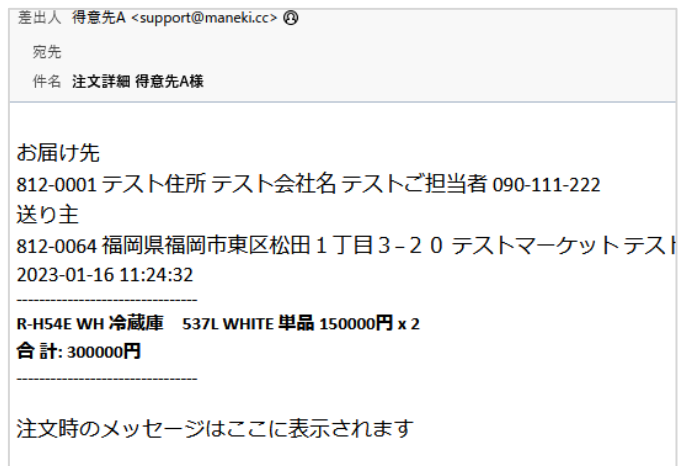 差出人 得意先A <support@maneki.cc>
宛先
件名 注文詳細 得意先A様
お届け先
812-0001 テスト住所 テスト会社名 テストご担当者 090-111-222
送り主
812-0064 福岡県福岡市東区松田１丁目３−２０ テストマーケット テスト
2023-01-16 11:24:32
--------------------------------
R-H54E WH 冷蔵庫　537L WHITE 単品 150000円 x 2
合 計: 300000円
--------------------------------
注文時のメッセージはここに表示されます